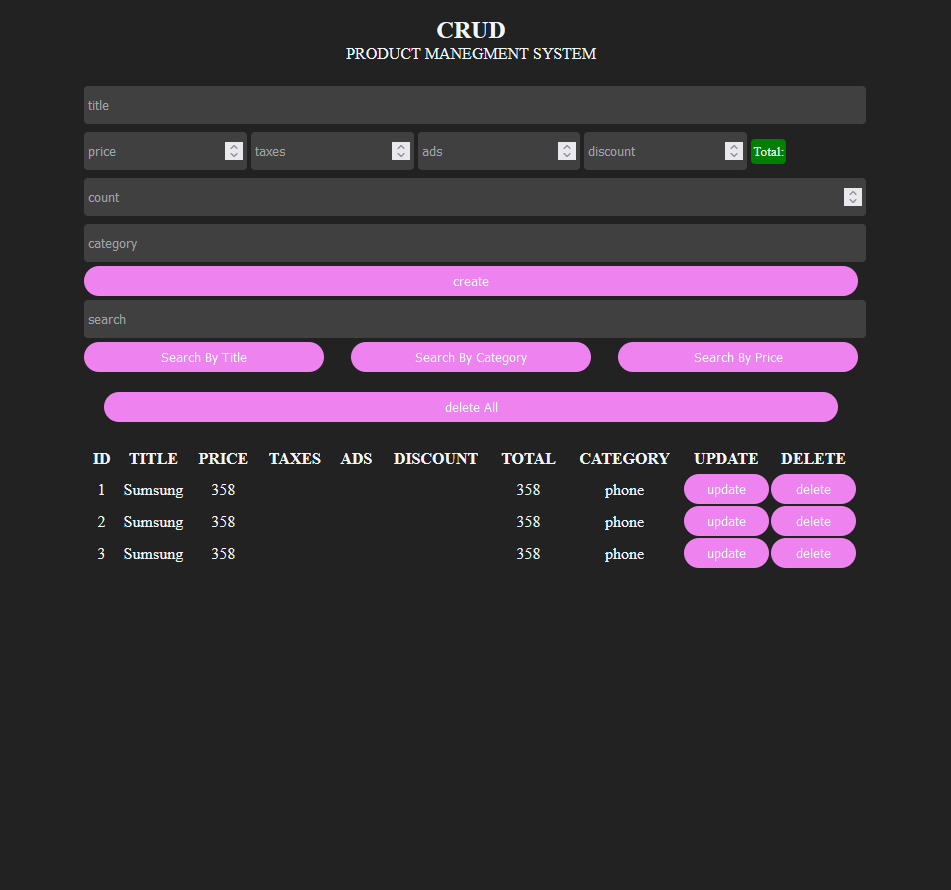 CRUD
PRODUCT MANEGMENT SYSTEM
title
price taxes ads discount Total:
count
category
create
search
Search By Title Search By Category Search By Price
delete All
ID TITLE PRICE TAXES ADS DISCOUNT TOTAL CATEGORY UPDATE DELETE
1 Sumsung 358 358 phone update delete
2 Sumsung 358 358 phone update delete
3 Sumsung 358 358 phone update delete